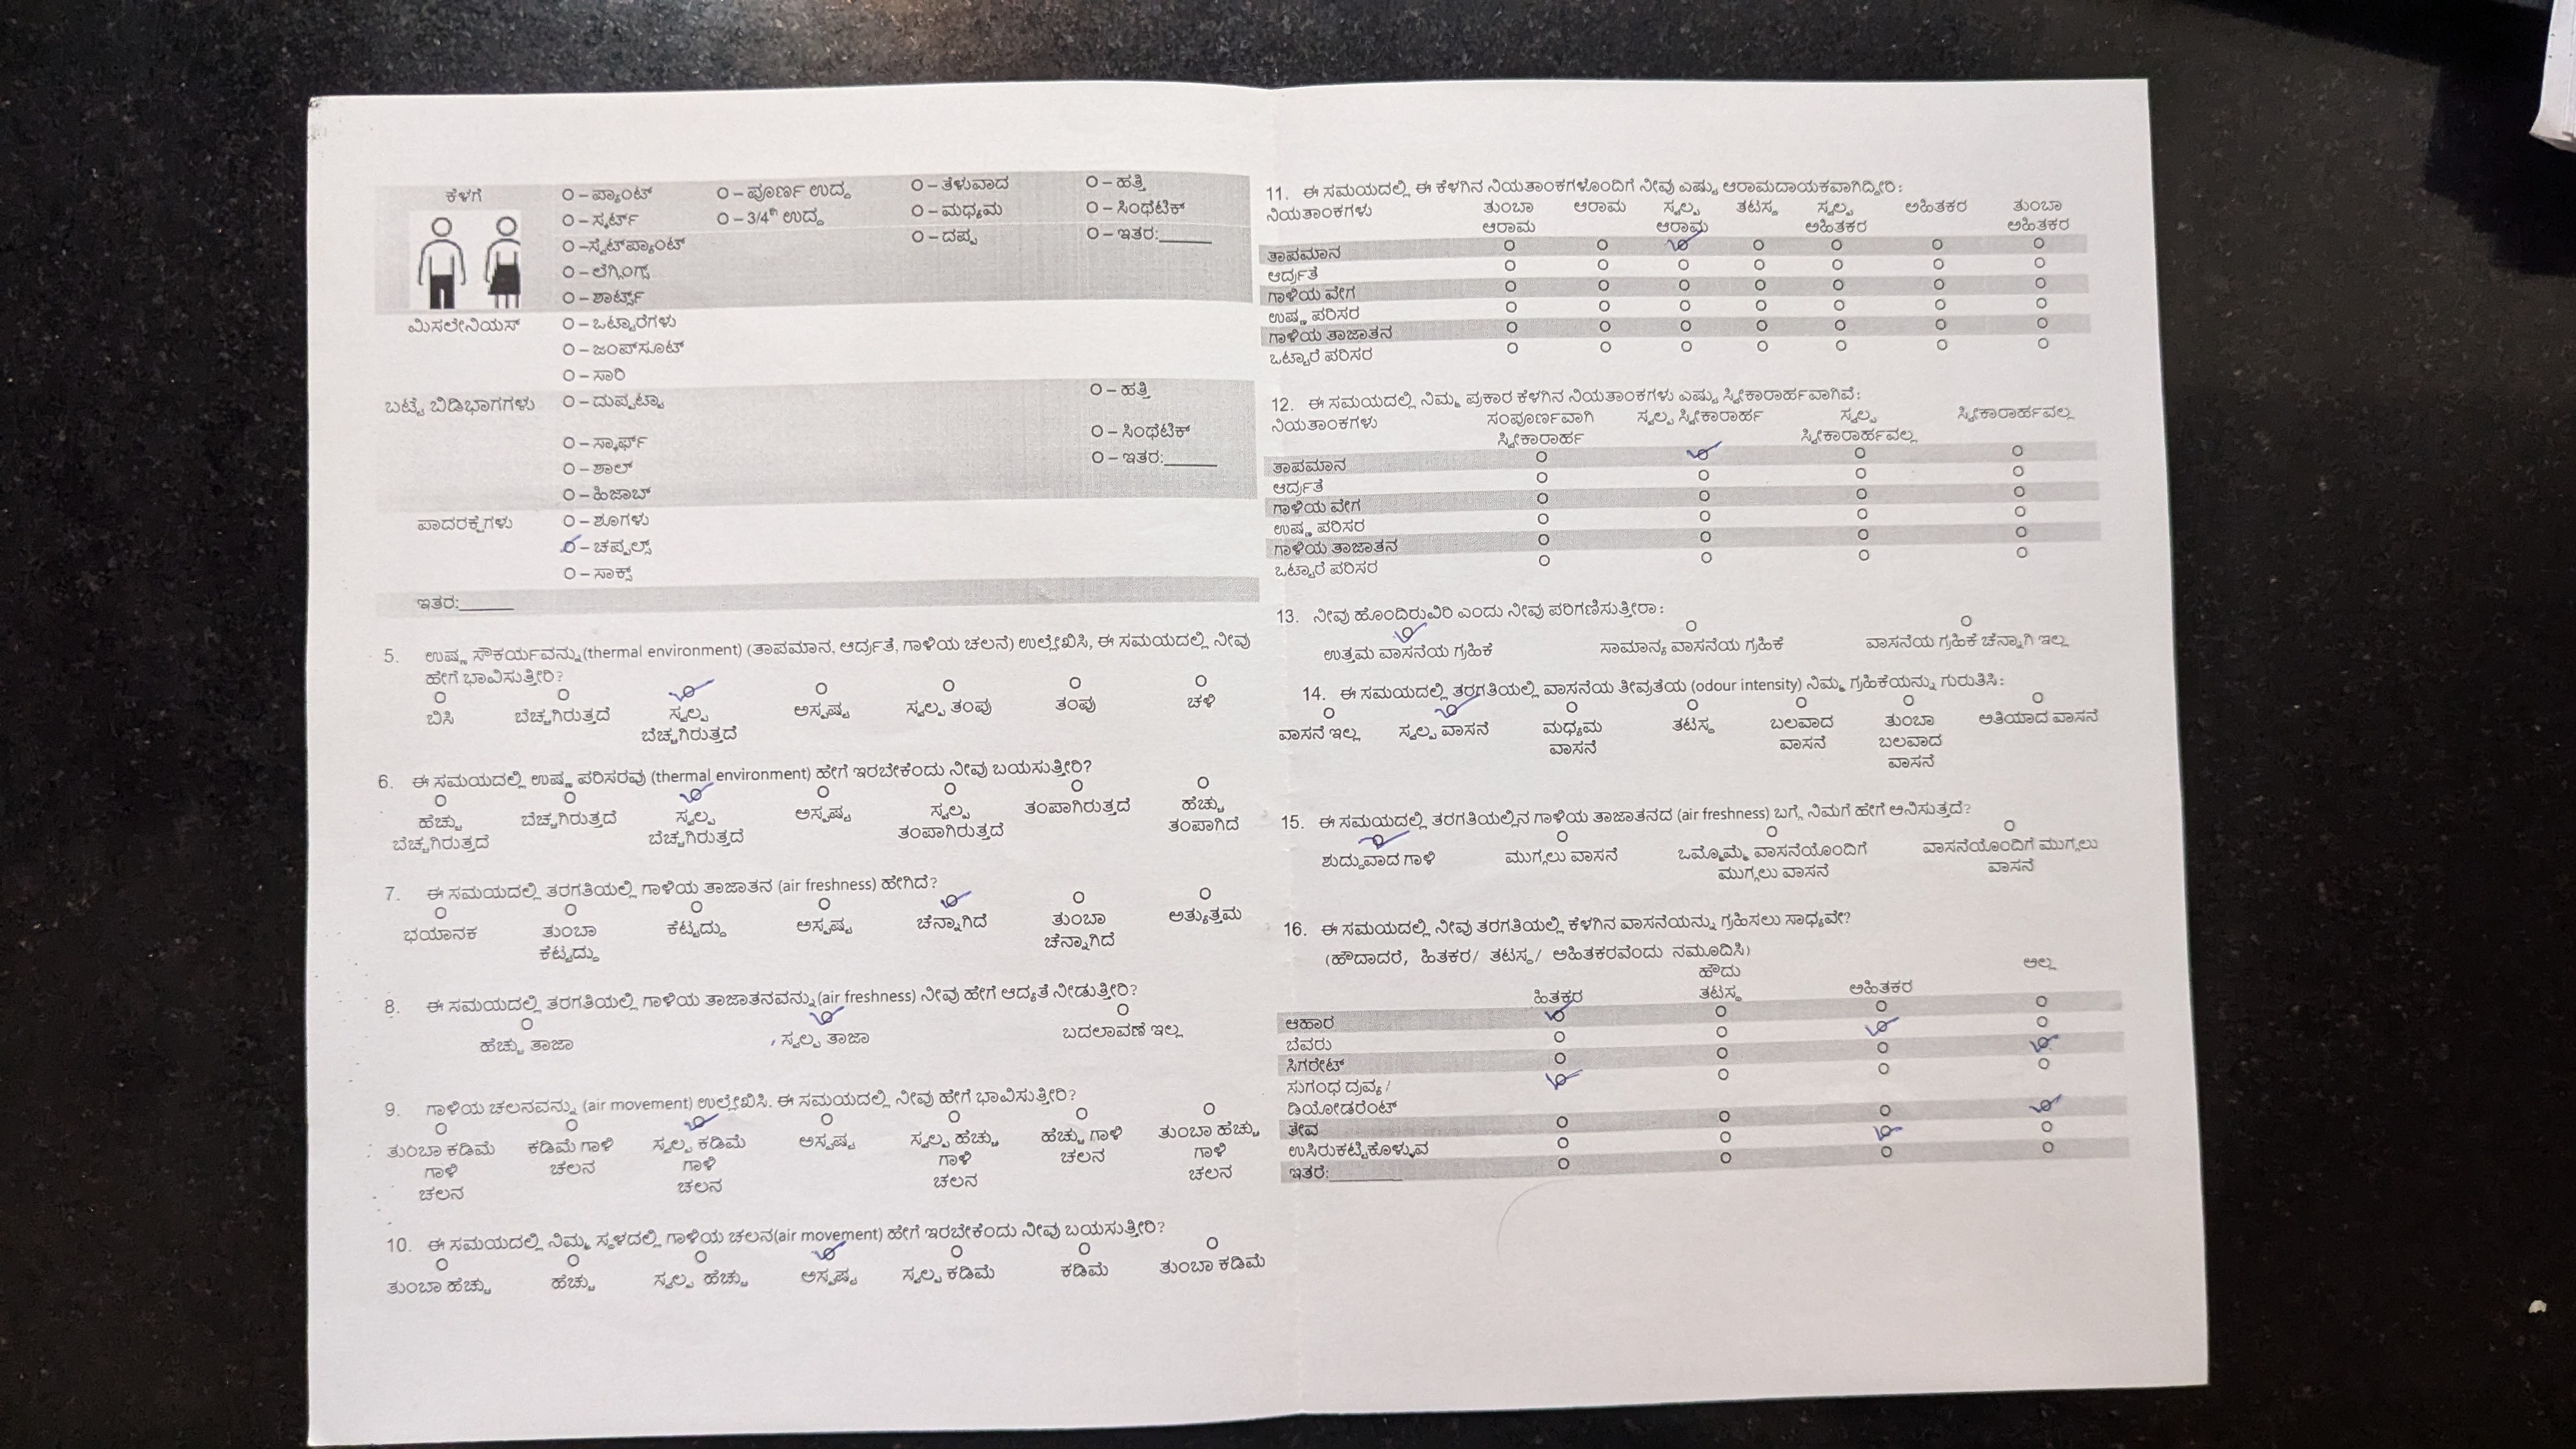 ಕೆಳಗೆ O – ಪ್ಯಾಂಟ್ O – ಪೂರ್ಣ ಉದ್ದ O – ತೆಳುವಾದ O – ಹತ್ತಿ
O – ಸ್ಕರ್ಟ್ O – 3/4th ಉದ್ದ O – ಮಧ್ಯಮ O – ಸಿಂಥೆಟಿಕ್
O –ಸ್ವೆಟ್‌ಪ್ಯಾಂಟ್ O – ದಪ್ಪ O – ಇತರ:______
O – ಲೆಗ್ಗಿಂಗ್ಸ್
O – ಶಾರ್ಟ್ಸ್
ಮಿಸಲೇನಿಯಸ್ O – ಒಟ್ಟಾರೆಗಳು
O – ಜಂಪ್‌ಸೂಟ್
O – ಸಾರಿ
ಬಟ್ಟೆ ಬಿಡಿಭಾಗಗಳು O – ದುಪ್ಪಟ್ಟಾ O – ಹತ್ತಿ
O – ಸ್ಕಾರ್ಫ್ O – ಸಿಂಥೆಟಿಕ್
O – ಶಾಲ್ O – ಇತರ:______
O – ಹಿಜಾಬ್
ಪಾದರಕ್ಷೆಗಳು O – ಶೂಗಳು
O – ಚಪ್ಪಲ್ಸ್
O – ಸಾಕ್ಸ್
ಇತರ:______
5. ಉಷ್ಣ ಸೌಕರ್ಯವನ್ನು(thermal environment) (ತಾಪಮಾನ, ಆರ್ದ್ರತೆ, ಗಾಳಿಯ ಚಲನ) ಉಲ್ಲೇಖಿಸಿ, ಈ ಸಮಯದಲ್ಲಿ ನೀವು
ಹೇಗೆ ಭಾವಿಸುತ್ತೀರಿ?
O O O O O O O
ಬಿಸಿ ಬೆಚ್ಚಗಿರುತ್ತದೆ ಸ್ವಲ್ಪ ಅಸ್ಪಷ್ಟ ಸ್ವಲ್ಪ ತಂಪು ತಂಪು ಚಳಿ
ಬೆಚ್ಚಗಿರುತ್ತದೆ
6. ಈ ಸಮಯದಲ್ಲಿ ಉಷ್ಣ ಪರಿಸರವು (thermal environment) ಹೇಗೆ ಇರಬೇಕೆಂದು ನೀವು ಬಯಸುತ್ತೀರಿ?
O O O O O O O
ಹೆಚ್ಚು ಬೆಚ್ಚಗಿರುತ್ತದೆ ಸ್ವಲ್ಪ ಅಸ್ಪಷ್ಟ ಸ್ವಲ್ಪ ತಂಪಾಗಿರುತ್ತದೆ ಹೆಚ್ಚು
ಬೆಚ್ಚಗಿರುತ್ತದೆ ಬೆಚ್ಚಗಿರುತ್ತದೆ ತಂಪಾಗಿರುತ್ತದೆ ತಂಪಾಗಿದೆ
7. ಈ ಸಮಯದಲ್ಲಿ ತರಗತಿಯಲ್ಲಿ ಗಾಳಿಯ ತಾಜಾತನ (air freshness) ಹೇಗಿದೆ?
O O O O O O O
ಭಯಾನಕ ತುಂಬಾ ಕೆಟ್ಟದ್ದು ಅಸ್ಪಷ್ಟ ಚೆನ್ನಾಗಿದೆ ತುಂಬಾ ಅತ್ಯುತ್ತಮ
ಕೆಟ್ಟದ್ದು ಚೆನ್ನಾಗಿದೆ
8. ಈ ಸಮಯದಲ್ಲಿ ತರಗತಿಯಲ್ಲಿ ಗಾಳಿಯ ತಾಜಾತನವನ್ನು(air freshness) ನೀವು ಹೇಗೆ ಆದ್ಯತೆ ನೀಡುತ್ತೀರಿ?
O O O
ಹೆಚ್ಚು ತಾಜಾ , ಸ್ವಲ್ಪ ತಾಜಾ ಬದಲಾವಣೆ ಇಲ್ಲ
9. ಗಾಳಿಯ ಚಲನವನ್ನು (air movement) ಉಲ್ಲೇಖಿಸಿ, ಈ ಸಮಯದಲ್ಲಿ ನೀವು ಹೇಗೆ ಭಾವಿಸುತ್ತೀರಿ?
O O O O O O O
ತುಂಬಾ ಕಡಿಮೆ ಕಡಿಮೆ ಗಾಳಿ ಸ್ವಲ್ಪ ಕಡಿಮೆ ಅಸ್ಪಷ್ಟ ಸ್ವಲ್ಪ ಹೆಚ್ಚು ಹೆಚ್ಚು ಗಾಳಿ ತುಂಬಾ ಹೆಚ್ಚು
ಗಾಳಿ ಚಲನ ಗಾಳಿ ಗಾಳಿ ಚಲನ ಗಾಳಿ
ಚಲನ ಚಲನ ಚಲನ ಚಲನ
10. ಈ ಸಮಯದಲ್ಲಿ ನಿಮ್ಮ ಸ್ಥಳದಲ್ಲಿ ಗಾಳಿಯ ಚಲನ(air movement) ಹೇಗೆ ಇರಬೇಕೆಂದು ನೀವು ಬಯಸುತ್ತೀರಿ?
O O O O O O O
ತುಂಬಾ ಹೆಚ್ಚು ಹೆಚ್ಚು ಸ್ವಲ್ಪ ಹೆಚ್ಚು ಅಸ್ಪಷ್ಟ ಸ್ವಲ್ಪ ಕಡಿಮೆ ಕಡಿಮೆ ತುಂಬಾ ಕಡಿಮೆ
11. ಈ ಸಮಯದಲ್ಲಿ ಈ ಕೆಳಗಿನ ನಿಯತಾಂಕಗಳೊಂದಿಗೆ ನೀವು ಎಷ್ಟು ಆರಾಮದಾಯಕವಾಗಿದ್ದೀರಿ:
ನಿಯತಾಂಕಗಳು ತುಂಬಾ ಆರಾಮ ಸ್ವಲ್ಪ ತಟಸ್ಥ ಸ್ವಲ್ಪ ಅಹಿತಕರ ತುಂಬಾ
ಆರಾಮ ಆರಾಮ ಅಹಿತಕರ ಅಹಿತಕರ
ತಾಪಮಾನ O O O O O O O
ಆರ್ದ್ರತೆ O O O O O O O
ಗಾಳಿಯ ವೇಗ O O O O O O O
ಉಷ್ಣ ಪರಿಸರ O O O O O O O
ಗಾಳಿಯ ತಾಜಾತನ O O O O O O O
ಒಟ್ಟಾರೆ ಪರಿಸರ O O O O O O O
12. ಈ ಸಮಯದಲ್ಲಿ ನಿಮ್ಮ ಪ್ರಕಾರ ಕೆಳಗಿನ ನಿಯತಾಂಕಗಳು ಎಷ್ಟು ಸ್ವೀಕಾರಾರ್ಹವಾಗಿವೆ:
ನಿಯತಾಂಕಗಳು ಸಂಪೂರ್ಣವಾಗಿ ಸ್ವಲ್ಪ ಸ್ವೀಕಾರಾರ್ಹ ಸ್ವಲ್ಪ ಸ್ವೀಕಾರಾರ್ಹವಲ್ಲ
ಸ್ವೀಕಾರಾರ್ಹ ಸ್ವೀಕಾರಾರ್ಹವಲ್ಲ
ತಾಪಮಾನ O O O O
ಆರ್ದ್ರತೆ O O O O
ಗಾಳಿಯ ವೇಗ O O O O
ಉಷ್ಣ ಪರಿಸರ O O O O
ಗಾಳಿಯ ತಾಜಾತನ O O O O
ಒಟ್ಟಾರೆ ಪರಿಸರ O O O O
13. ನೀವು ಹೊಂದಿರುವಿರಿ ಎಂದು ನೀವು ಪರಿಗಣಿಸುತ್ತೀರಾ:
O O O
ಉತ್ತಮ ವಾಸನೆಯ ಗ್ರಹಿಕೆ ಸಾಮಾನ್ಯ ವಾಸನೆಯ ಗ್ರಹಿಕೆ ವಾಸನೆಯ ಗ್ರಹಿಕೆ ಚೆನ್ನಾಗಿ ಇಲ್ಲ
14. ಈ ಸಮಯದಲ್ಲಿ ತರಗತಿಯಲ್ಲಿ ವಾಸನೆಯ ತೀವ್ರತೆಯ (odour intensity) ನಿಮ್ಮ ಗ್ರಹಿಕೆಯನ್ನು ಗುರುತಿಸಿ:
O O O O O O O
ವಾಸನೆ ಇಲ್ಲ ಸ್ವಲ್ಪ ವಾಸನೆ ಮಧ್ಯಮ ತಟಸ್ಥ ಬಲವಾದ ತುಂಬಾ ಅತಿಯಾದ ವಾಸನೆ
ವಾಸನೆ ವಾಸನೆ ಬಲವಾದ
ವಾಸನೆ
15. ಈ ಸಮಯದಲ್ಲಿ ತರಗತಿಯಲ್ಲಿನ ಗಾಳಿಯ ತಾಜಾತನದ (air freshness) ಬಗ್ಗೆ ನಿಮಗೆ ಹೇಗೆ ಅನಿಸುತ್ತದೆ?
O O O O
ಶುದ್ದುವಾದ ಗಾಳಿ ಮುಗ್ಗಲು ವಾಸನೆ ಒಮ್ಮೊಮ್ಮೆ ವಾಸನೆಯೊಂದಿಗೆ ವಾಸನೆಯೊಂದಿಗೆ ಮುಗ್ಗಲು
ಮುಗ್ಗಲು ವಾಸನೆ ವಾಸನೆ
16. ಈ ಸಮಯದಲ್ಲಿ ನೀವು ತರಗತಿಯಲ್ಲಿ ಕೆಳಗಿನ ವಾಸನೆಯನ್ನು ಗ್ರಹಿಸಲು ಸಾಧ್ಯವೇ?
(ಹೌದಾದರೆ, ಹಿತಕರ/ ತಟಸ್ಥ/ ಅಹಿತಕರವೆಂದು ನಮೂದಿಸಿ)
ಹೌದು ಅಲ್ಲ
ಹಿತಕರ ತಟಸ್ಥ ಅಹಿತಕರ
ಆಹಾರ O O O O
ಬೆವರು O O O O
ಸಿಗರೇಟ್ O O O O
ಸುಗಂಧ ದ್ರವ್ಯ / O O O O
ಡಿಯೋಡರೆಂಟ್
ತೇವ O O O O
ಉಸಿರುಕಟ್ಟಿಕೊಳ್ಳುವ O O O O
ಇತರೆ:________ O O O O